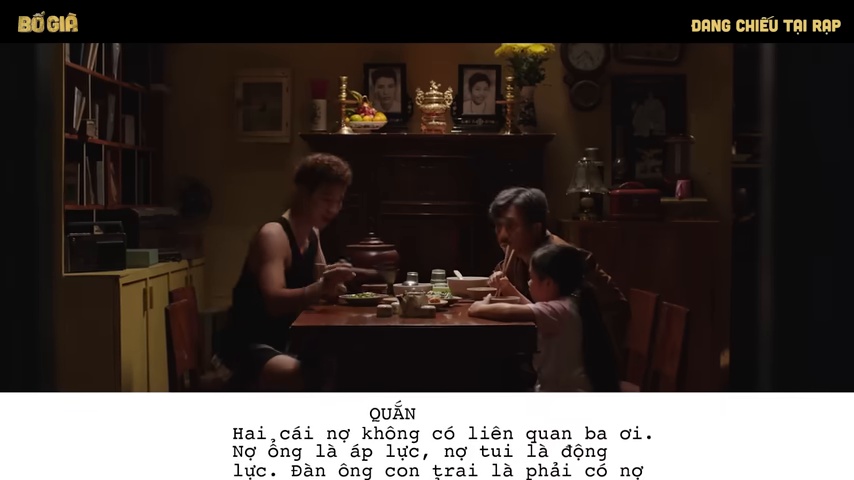 BỐ GIÀ
ĐANG CHIẾU TẠI RẠP
QUẮN
Hai cái nợ không có liên quan ba ơi.
Nợ ổng là áp lực, nợ tui là động
lực. Đàn ông con trai là phải có nợ